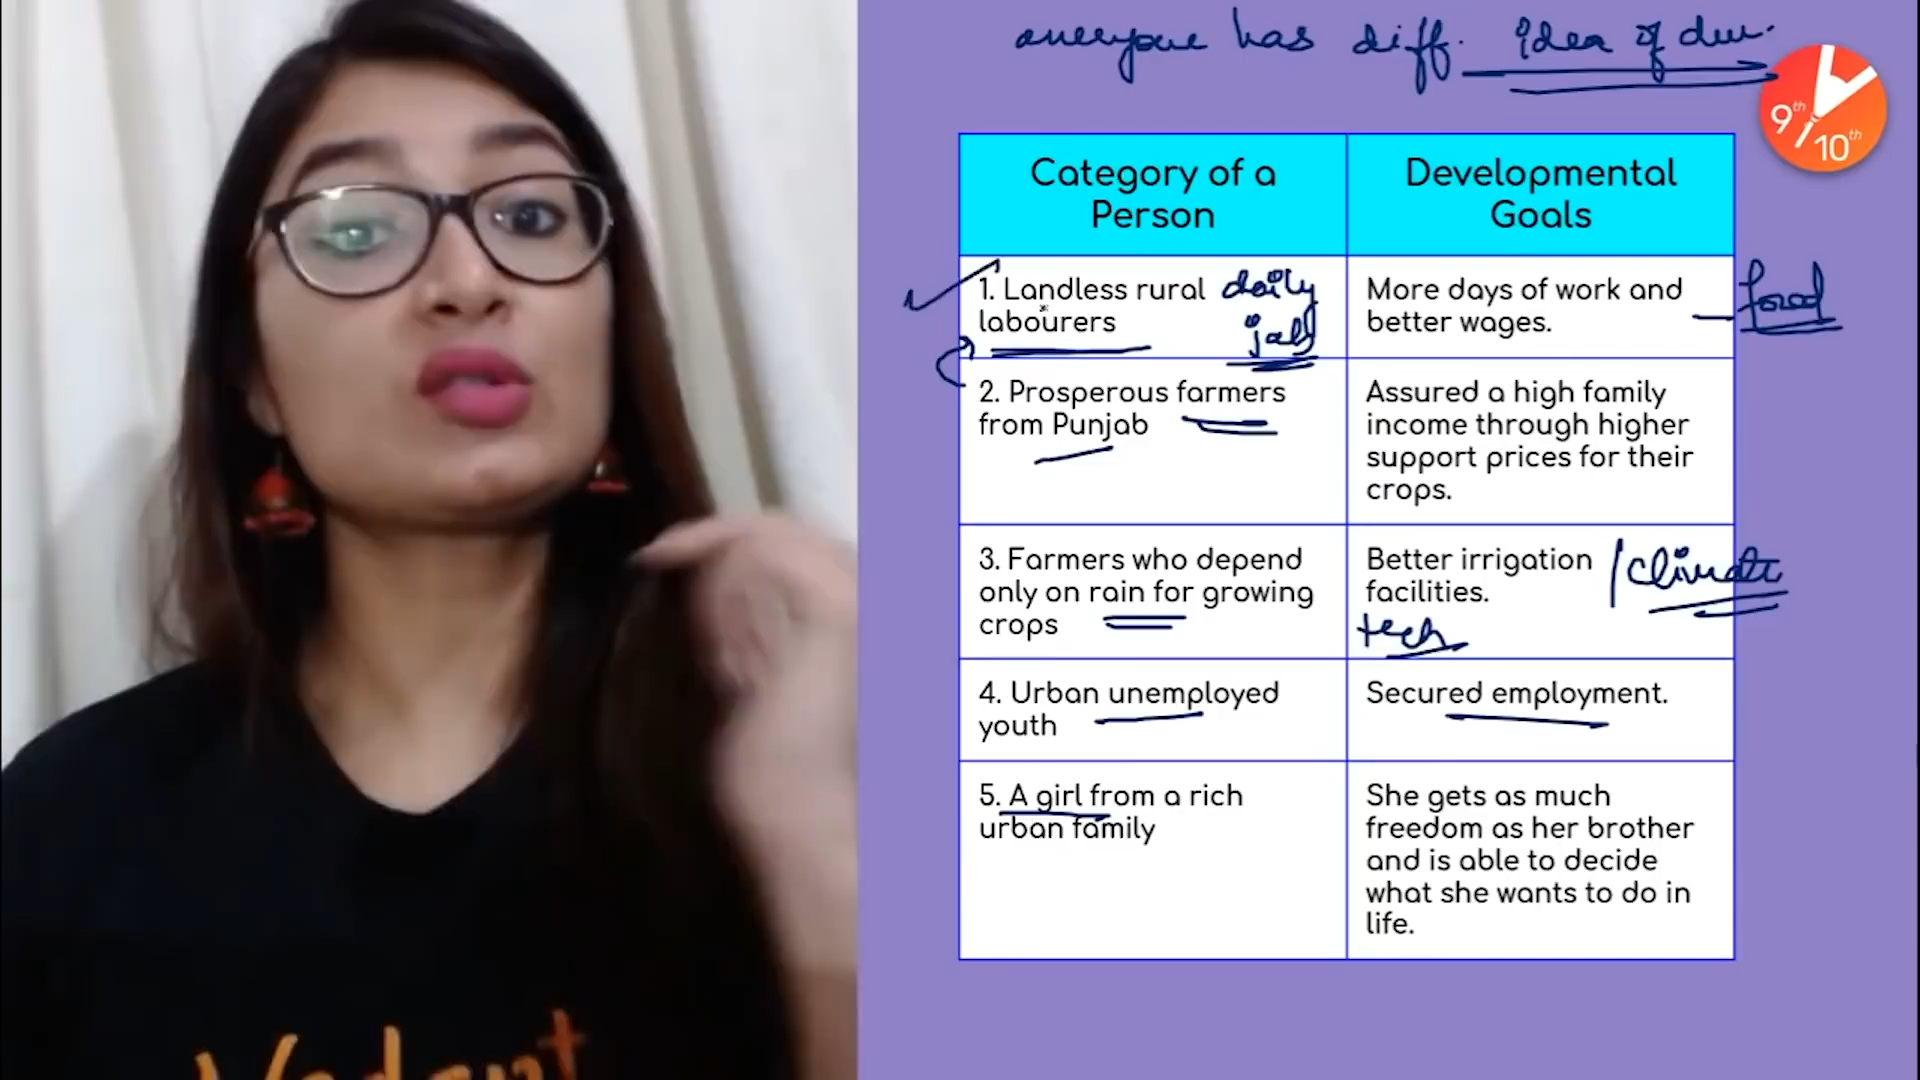 everyone has diff. idea of dev.
9th
10th
Category of a
Person
Developmental
Goals
1. Landless rural
labourers
daily
job
More days of work and
better wages.
food
2. Prosperous farmers
from Punjab
Assured a high family
income through higher
support prices for their
crops.
3. Farmers who depend
only on rain for growing
crops
Better irrigation
facilities.
/climate
tech
4. Urban unemployed
youth
Secured employment.
5. A girl from a rich
urban family
She gets as much
freedom as her brother
and is able to decide
what she wants to do in
life.
Vedantu